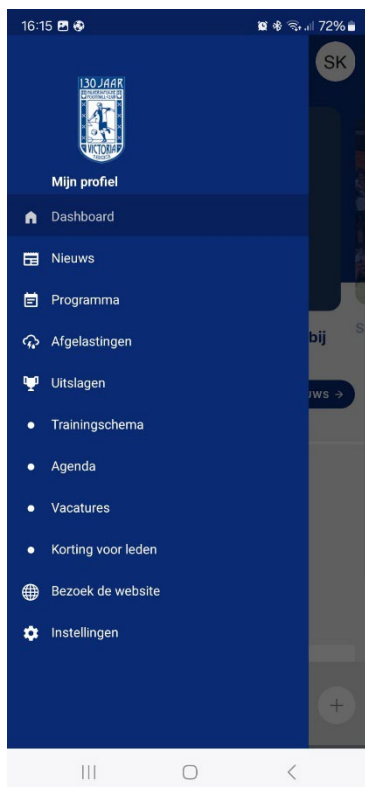 16:15
72%
SK
130 JAAR
VICTORIA
Mijn profiel
Dashboard
Nieuws
Programma
Afgelastingen
bij
S
Uitslagen
UWS →
Trainingschema
Agenda
Vacatures
Korting voor leden
Bezoek de website
Instellingen